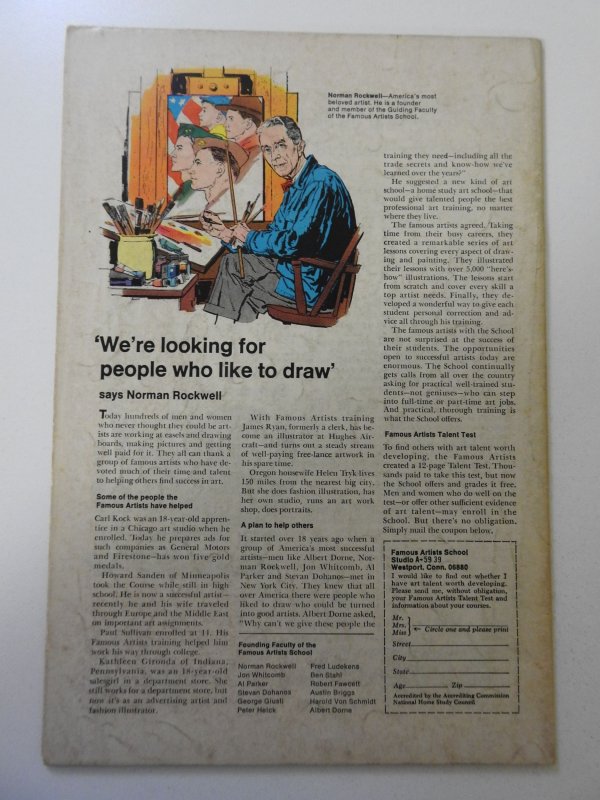 Norman Rockwell—America's most
beloved artist. He is a founder
and member of the Guiding Faculty
of the Famous Artists School.
'We're looking for
people who like to draw'
says Norman Rockwell
Today hundreds of men and women
who never thought they could be art-
ists are working at easels and drawing
boards, making pictures and getting
well paid for it. They all can thank a
group of famous artists who have de-
voted much of their time and talent
to helping others find success in art.
Some of the people the
Famous Artists have helped
Carl Kock was an 18-year-old appren-
tice in a Chicago art studio when he
enrolled. Today he prepares ads for
such companies as General Motors
and Firestone—has won five gold
medals.
Howard Sanden of Minneapolis
took the Course while still in high
school. He is now a successful artist—
recently he and his wife traveled
through Europe and the Middle East
on important art assignments.
Paul Sullivan enrolled at 14. His
Famous Artists training helped him
work his way through college.
Kathleen Gironda of Indiana,
Pennsylvania, was an 18-year-old
salesgirl in a department store. She
still works for a department store, but
now it's as an advertising artist and
fashion illustrator.
With Famous Artists training
James Ryan, formerly a clerk, has be-
come an illustrator at Hughes Air-
craft—and turns out a steady stream
of well-paying free-lance artwork in
his spare time.
Oregon housewife Helen Tryk lives
150 miles from the nearest big city.
But she does fashion illustration, has
her own studio, runs an art work
shop, does portraits.
A plan to help others
It started over 18 years ago when a
group of America's most successful
artists—men like Albert Dorne, Nor-
man Rockwell, Jon Whitcomb, Al
Parker and Stevan Dohanos—met in
New York City. They knew that all
over America there were people who
liked to draw who could be turned
into good artists. Albert Dorne asked,
"Why can't we give these people the
Founding Faculty of the
Famous Artists School
Norman Rockwell
Jon Whitcomb
Al Parker
Stevan Dohanos
George Giusti
Peter Helck
Fred Ludekens
Ben Stahl
Robert Fawcett
Austin Briggs
Harold Von Schmidt
Albert Dorne
training they need—including all the
trade secrets and know-how we've
learned over the years?"
He suggested a new kind of art
school—a home study art school—that
would give talented people the best
professional art training, no matter
where they live.
The famous artists agreed. Taking
time from their busy careers, they
created a remarkable series of art
lessons covering every aspect of draw-
ing and painting. They illustrated
their lessons with over 5,000 "here's-
how" illustrations. The lessons start
from scratch and cover every skill a
top artist needs. Finally, they de-
veloped a wonderful way to give each
student personal correction and ad-
vice all through his training.
The famous artists with the School
are not surprised at the success of
their students. The opportunities
open to successful artists today are
enormous. The School continually
gets calls from all over the country
asking for practical well-trained stu-
dents—not geniuses—who can step
into full-time or part-time art jobs.
And practical, thorough training is
what the School offers.
Famous Artists Talent Test
To find others with art talent worth
developing, the Famous Artists
created a 12-page Talent Test. Thou-
sands paid to take this test, but now
the School offers and grades it free.
Men and women who do well on the
test—or offer other sufficient evidence
of art talent—may enroll in the
School. But there's no obligation.
Simply mail the coupon below.
Famous Artists School
Studio A-5939
Westport, Conn. 06880
I would like to find out whether I
have art talent worth developing.
Please send me, without obligation,
your Famous Artists Talent Test and
information about your courses.
Mr.
Mrs. ← Circle one and please print
Miss
Street
City
State
Age Zip
Accredited by the Accrediting Commission
National Home Study Council